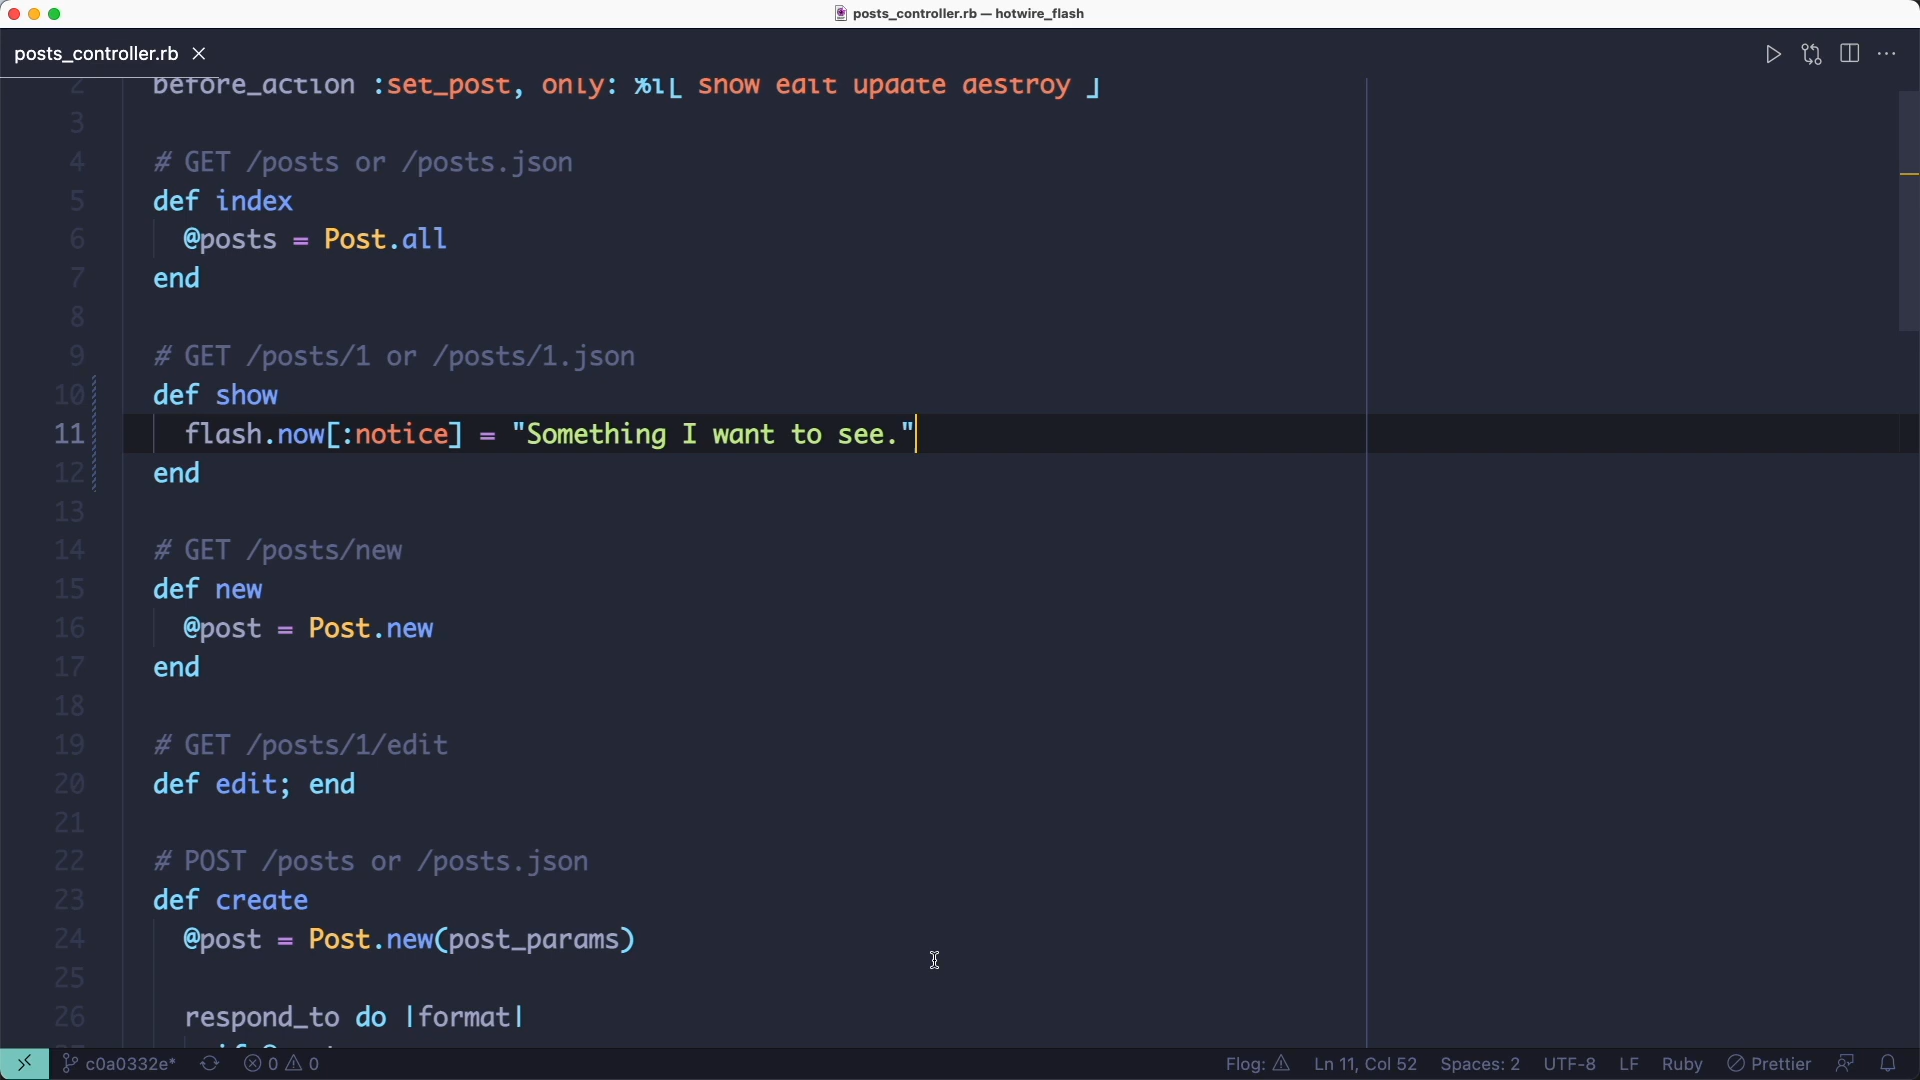 posts_controller.rb — hotwire_flash
posts_controller.rb
2 before_action :set_post, only: %i[ show edit update destroy ]
3
4 # GET /posts or /posts.json
5 def index
6 @posts = Post.all
7 end
8
9 # GET /posts/1 or /posts/1.json
10 def show
11 flash.now[:notice] = "Something I want to see."
12 end
13
14 # GET /posts/new
15 def new
16 @post = Post.new
17 end
18
19 # GET /posts/1/edit
20 def edit; end
21
22 # POST /posts or /posts.json
23 def create
24 @post = Post.new(post_params)
25
26 respond_to do |format|
c0a0332e* 0 0 Flog: Ln 11, Col 52 Spaces: 2 UTF-8 LF Ruby Prettier